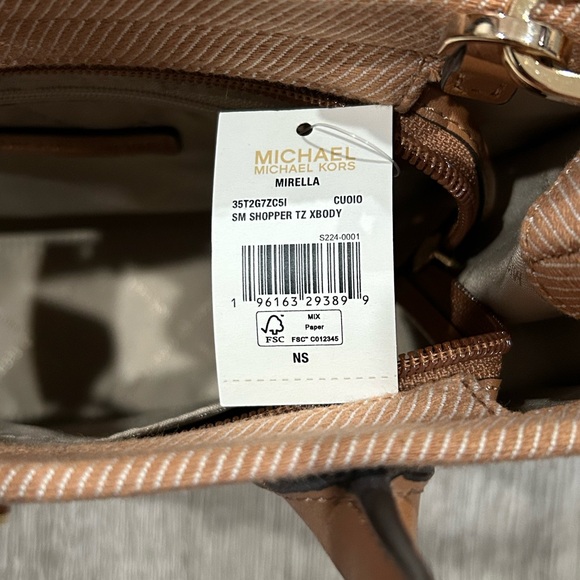 MICHAEL
MICHAEL KORS
MIRELLA
35T2G7ZC5I CUOIO
SM SHOPPER TZ XBODY
S224-0001
1 96163 29389 9
FSC
MIX
Paper
FSC™ C012345
NS